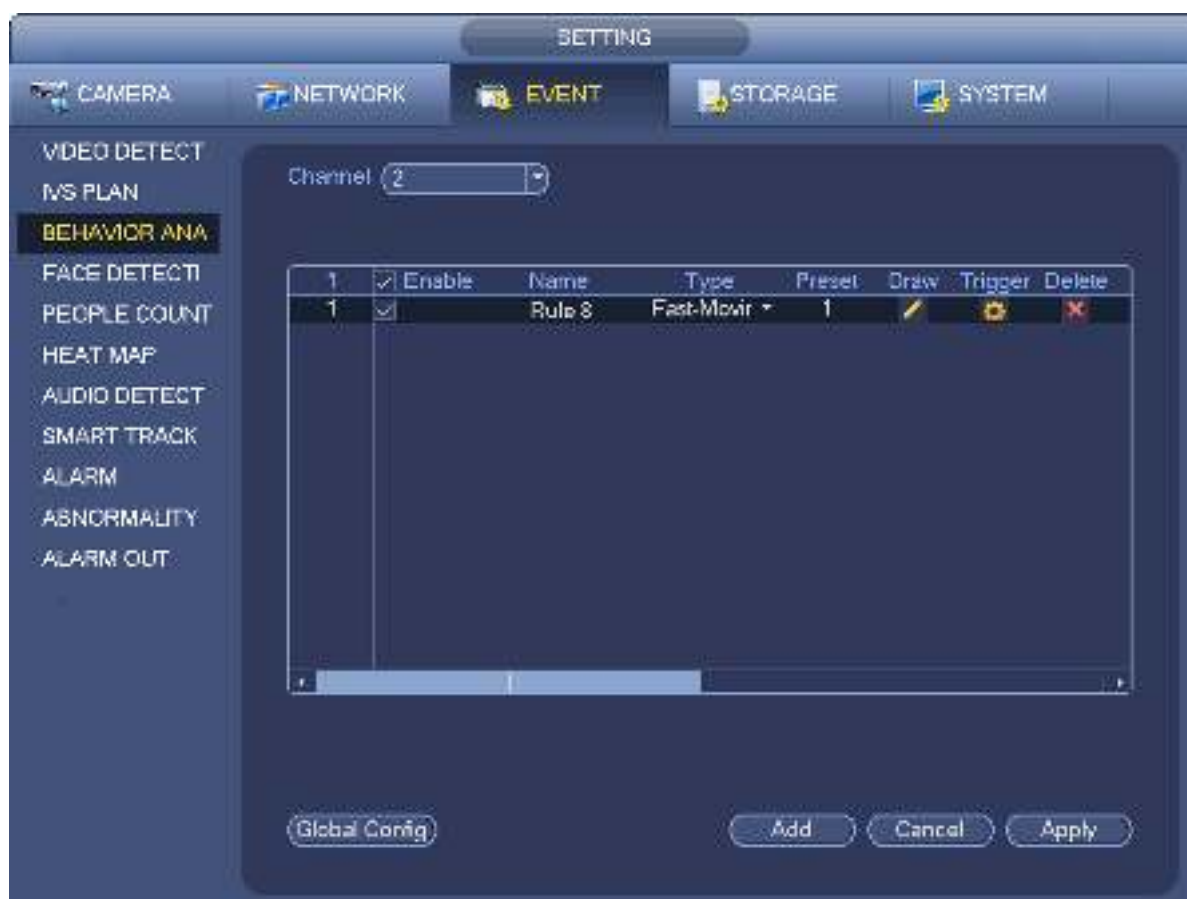 SETTING
CAMERA NETWORK EVENT STORAGE SYSTEM
VIDEO DETECT
IVS PLAN
BEHAVIOR ANA
FACE DETECTI
PEOPLE COUNT
HEAT MAP
AUDIO DETECT
SMART TRACK
ALARM
ABNORMALITY
ALARM OUT
Channel 2
1 Enable Name Type Preset Draw Trigger Delete
1 Rule 8 Fast-Movir 1
Global Config Add Cancel Apply